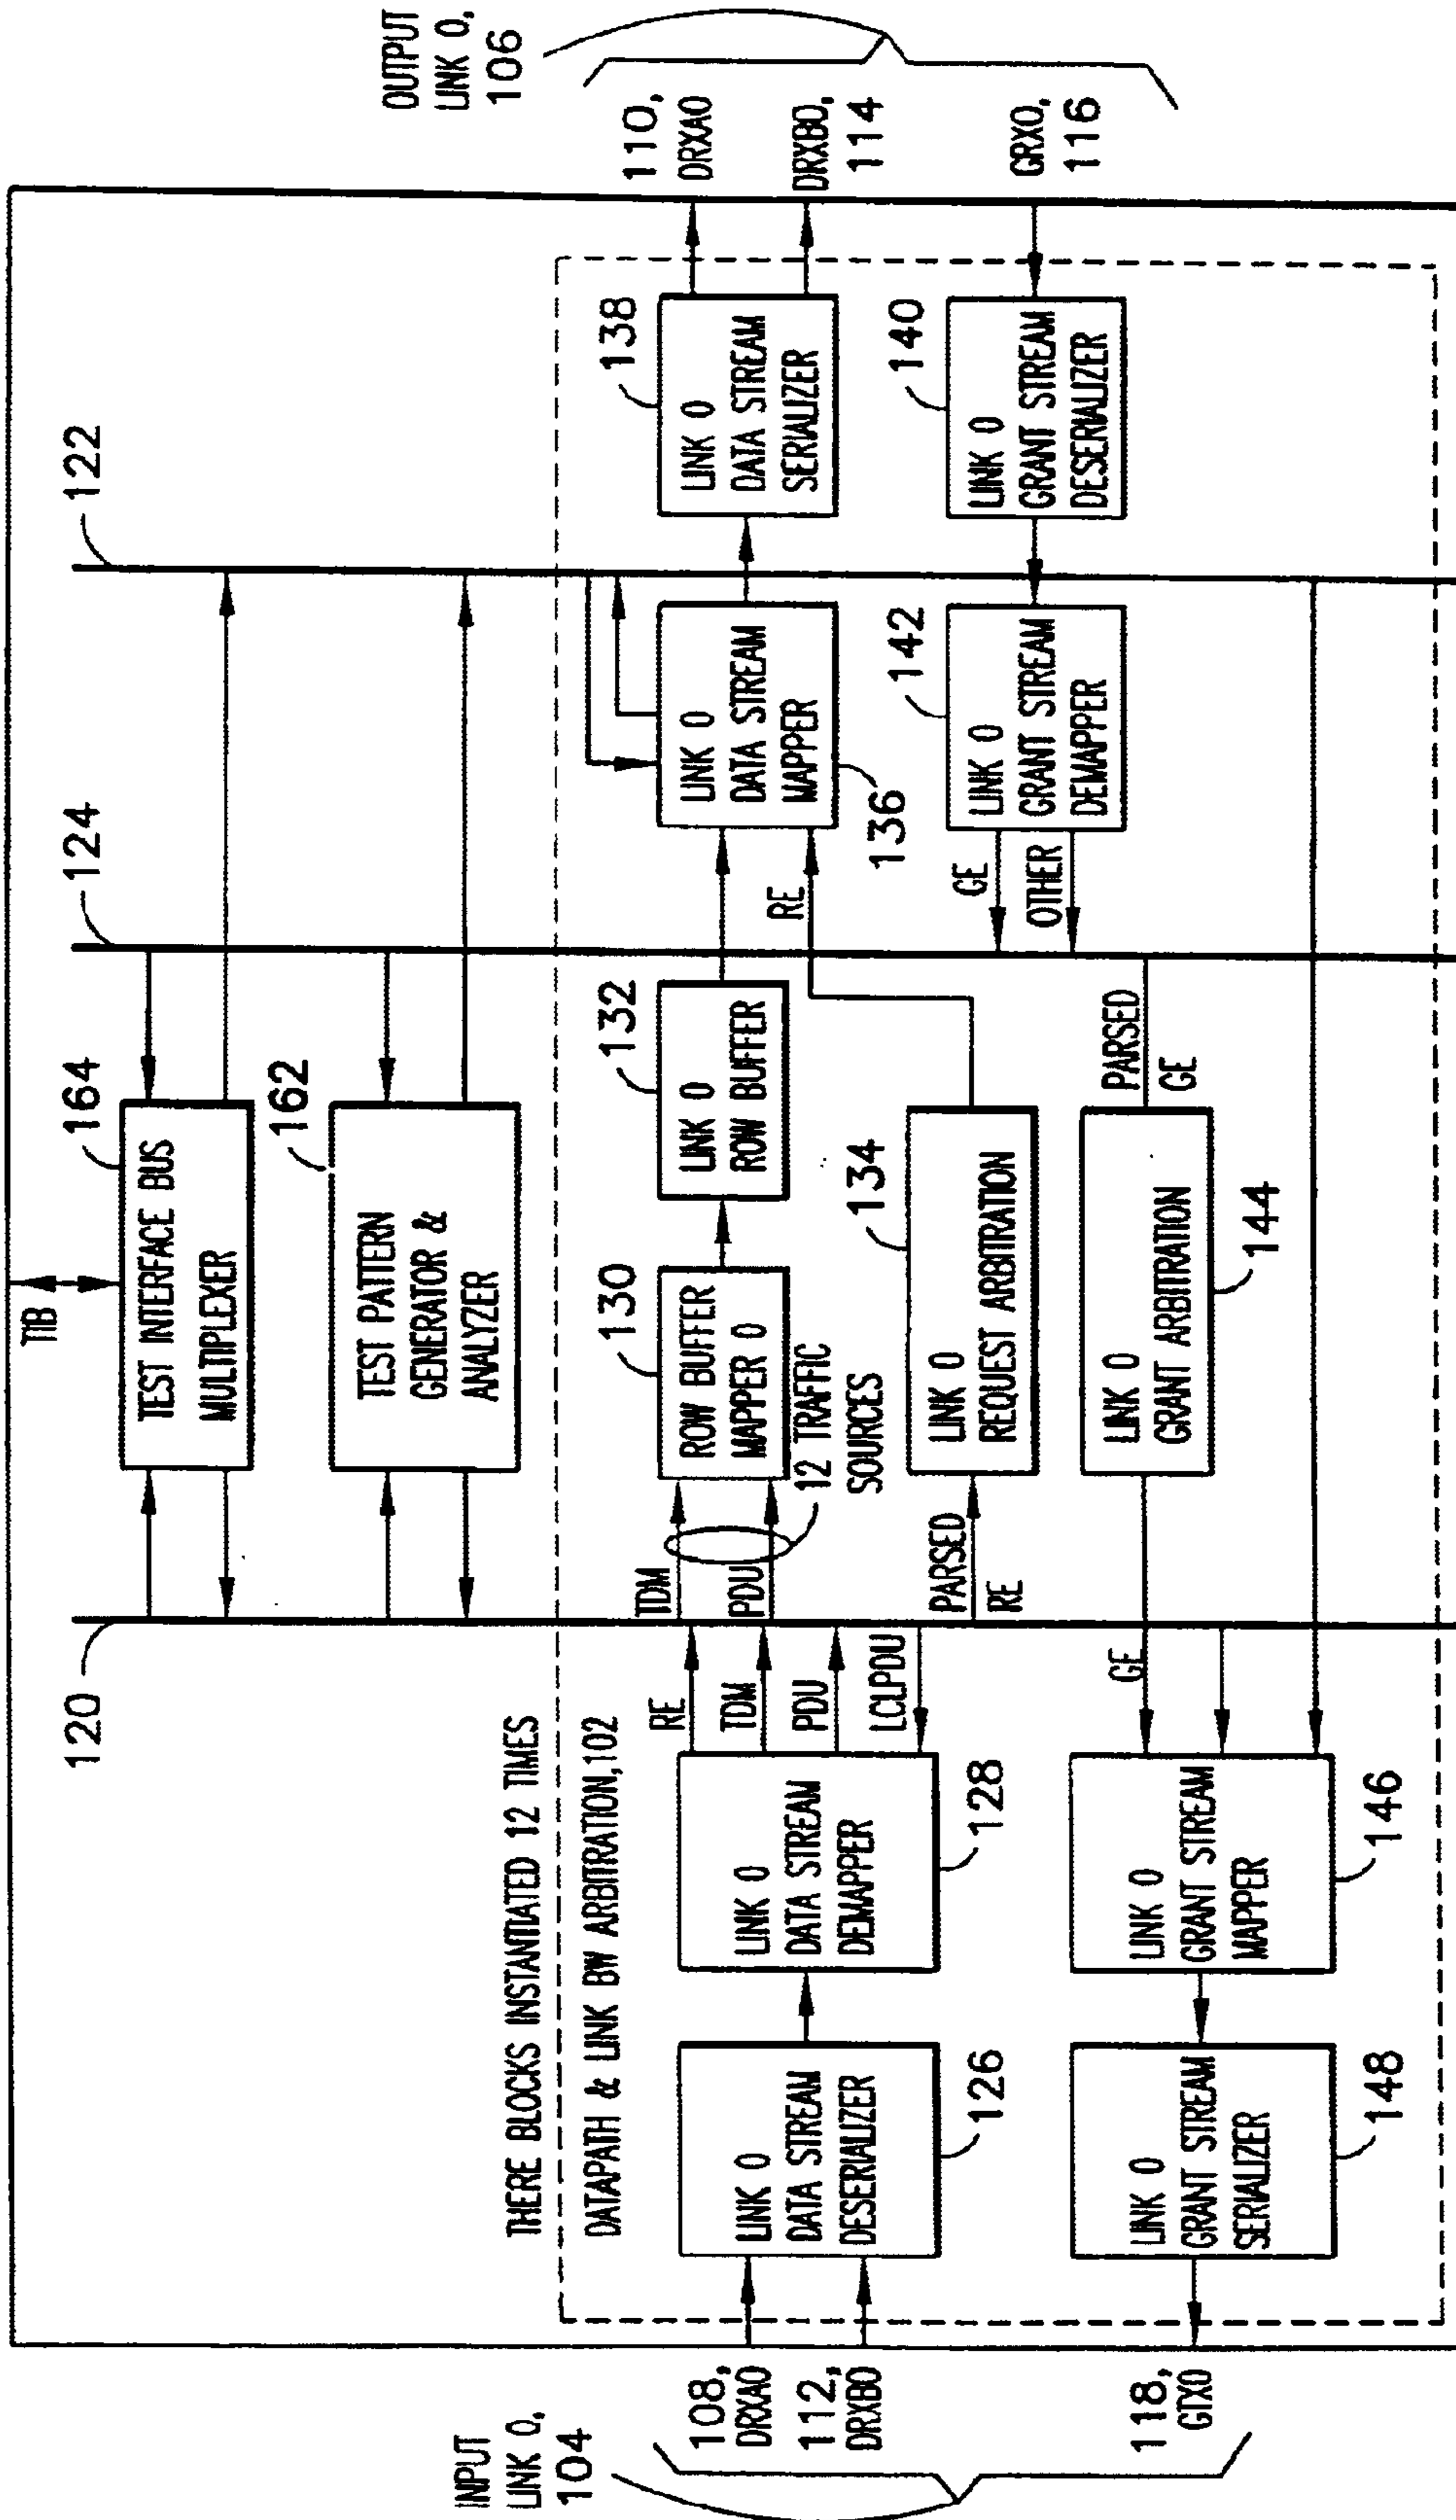 OUTPUT
LINK 0,
106
110,
DRXA0
DRXB0,
114
GRX0,
116
122
124
120
TIB
164
TEST INTERFACE BUS
MULTIPLEXER
162
TEST PATTERN
GENERATOR &
ANALYZER
THERE BLOCKS INSTANTIATED 12 TIMES
DATAPATH & LINK BW ARBITRATION,102
INPUT
LINK 0,
104
108,
DRXA0
112,
DRXB0
118,
GTX0
LINK 0
DATA STREAM
DESERIALIZER
126
LINK 0
DATA STREAM
DEMAPPER
128
RE
TDM
PDU
LCLPDU
TDM
PDU
12 TRAFFIC
SOURCES
130
ROW BUFFER
MAPPER 0
132
LINK 0
ROW BUFFER
RE
LINK 0
DATA STREAM
MAPPER
136
138
LINK 0
DATA STREAM
SERIALIZER
PARSED
RE
134
LINK 0
REQUEST ARBITRATION
140
LINK 0
GRANT STREAM
DESERIALIZER
142
LINK 0
GRANT STREAM
DEMAPPER
GE
OTHER
PARSED
GE
LINK 0
GRANT ARBITRATION
144
GE
LINK 0
GRANT STREAM
MAPPER
146
LINK 0
GRANT STREAM
SERIALIZER
148